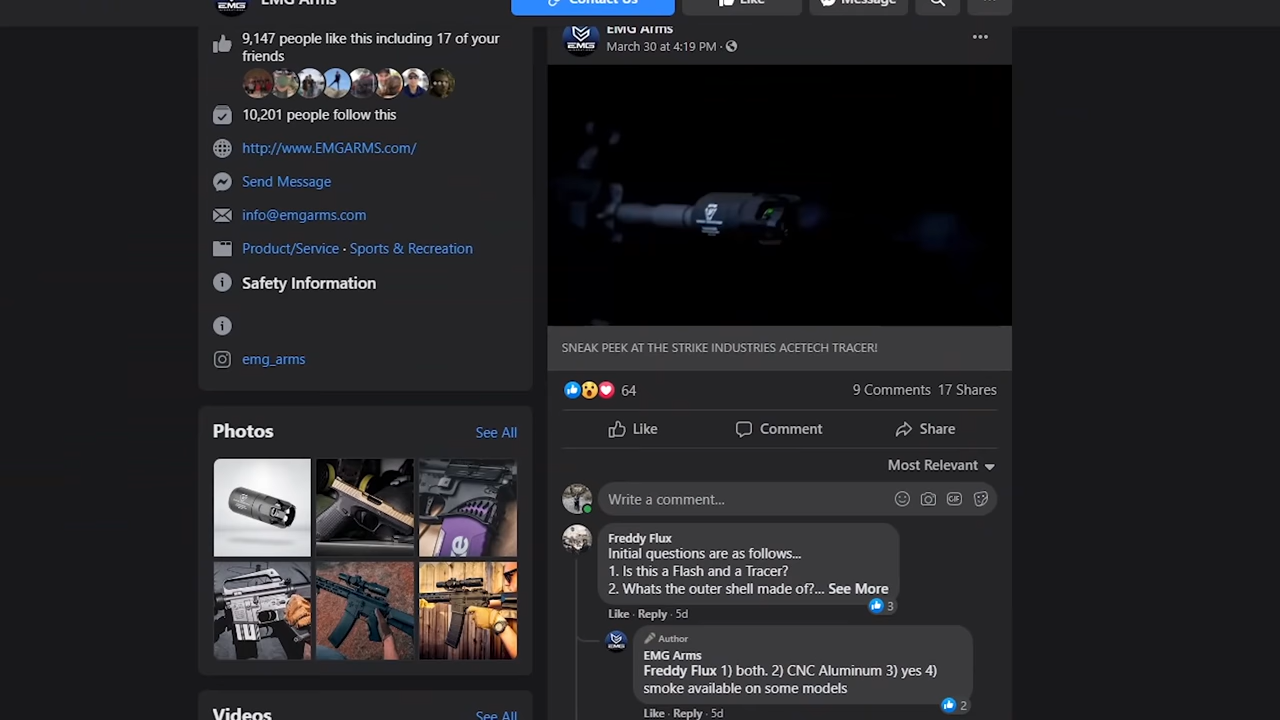 EMG Arms
Contact Us
Like
Message
9,147 people like this including 17 of your
friends
10,201 people follow this
http://www.EMGARMS.com/
Send Message
info@emgarms.com
Product/Service · Sports & Recreation
Safety Information
emg_arms
Photos
See All
Videos
See All
EMG Arms
March 30 at 4:19 PM ·
SNEAK PEEK AT THE STRIKE INDUSTRIES ACETECH TRACER!
64
9 Comments 17 Shares
Like
Comment
Share
Most Relevant
Write a comment...
GIF
Freddy Flux
Initial questions are as follows...
1. Is this a Flash and a Tracer?
2. Whats the outer shell made of?... See More
3
Like · Reply · 5d
Author
EMG Arms
Freddy Flux 1) both. 2) CNC Aluminum 3) yes 4)
smoke available on some models
2
Like · Reply · 5d